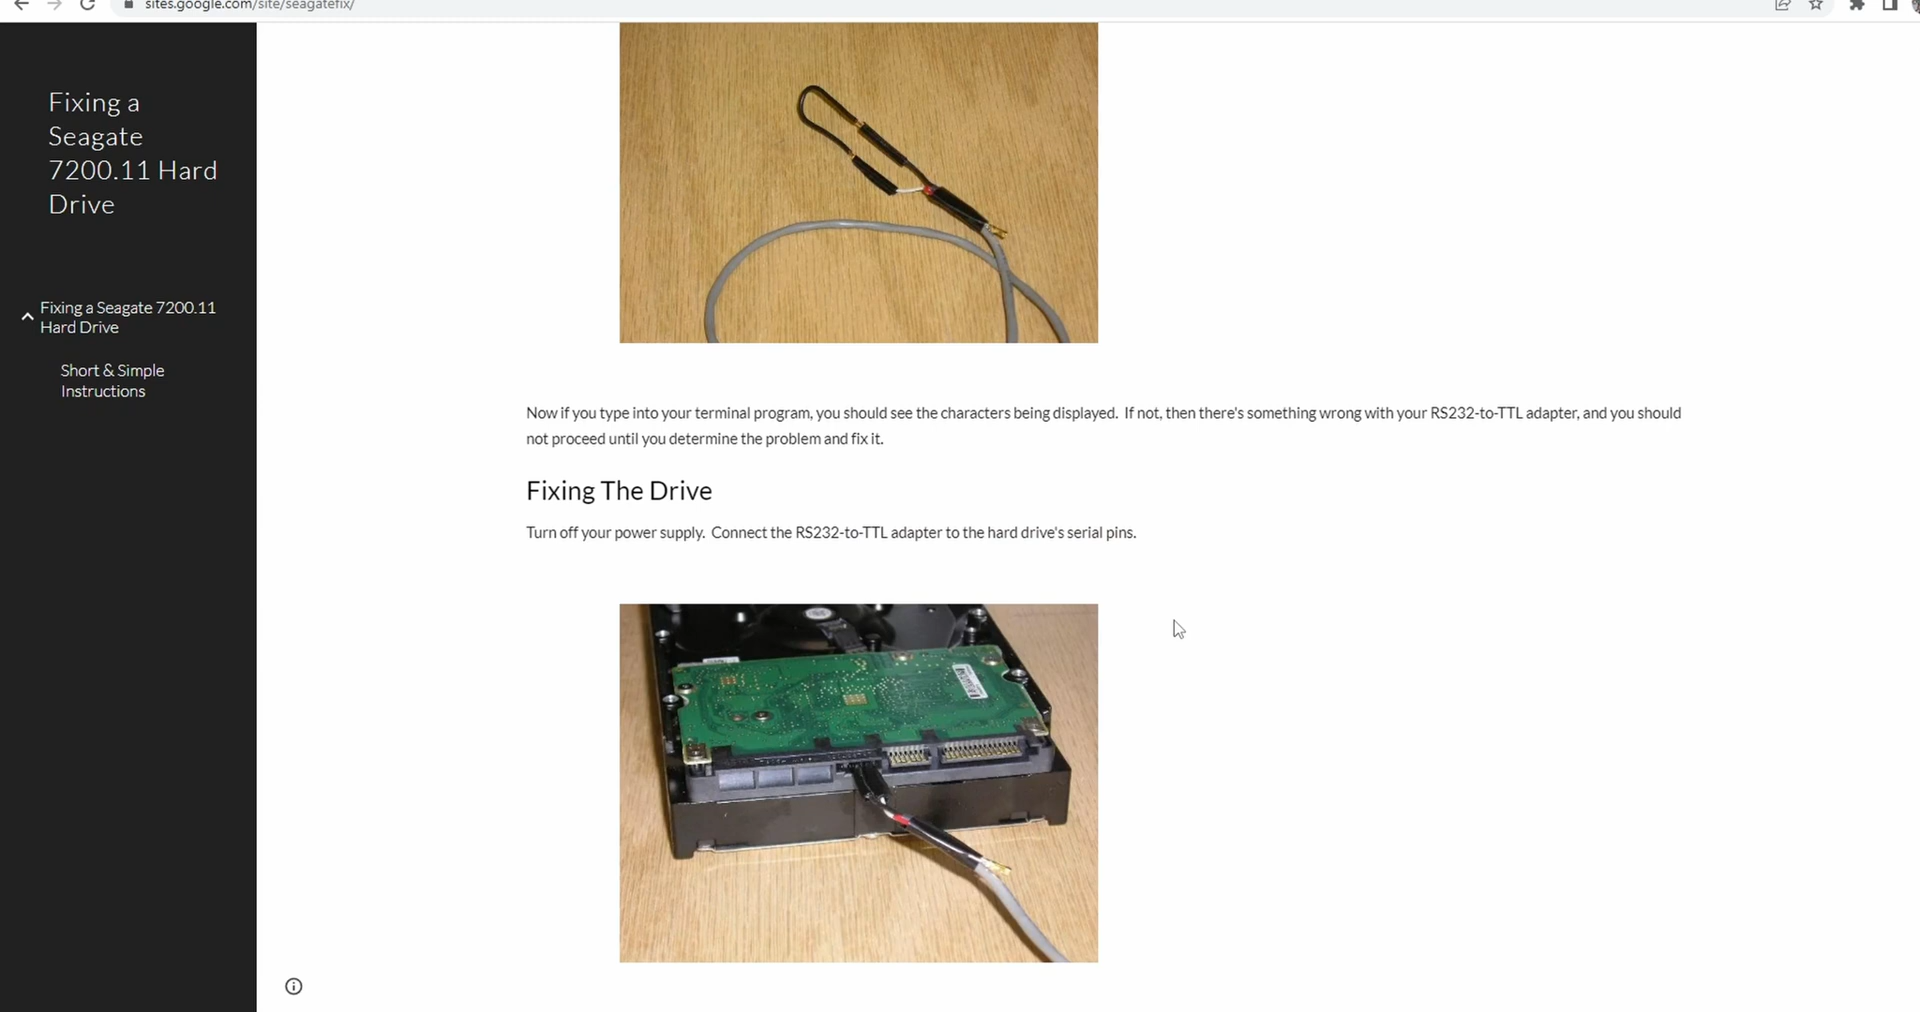 sites.google.com/site/seagatefix/
Fixing a
Seagate
7200.11 Hard
Drive
Fixing a Seagate 7200.11
Hard Drive
Short & Simple
Instructions
Now if you type into your terminal program, you should see the characters being displayed.  If not, then there's something wrong with your RS232-to-TTL adapter, and you should
not proceed until you determine the problem and fix it.
Fixing The Drive
Turn off your power supply.  Connect the RS232-to-TTL adapter to the hard drive's serial pins.